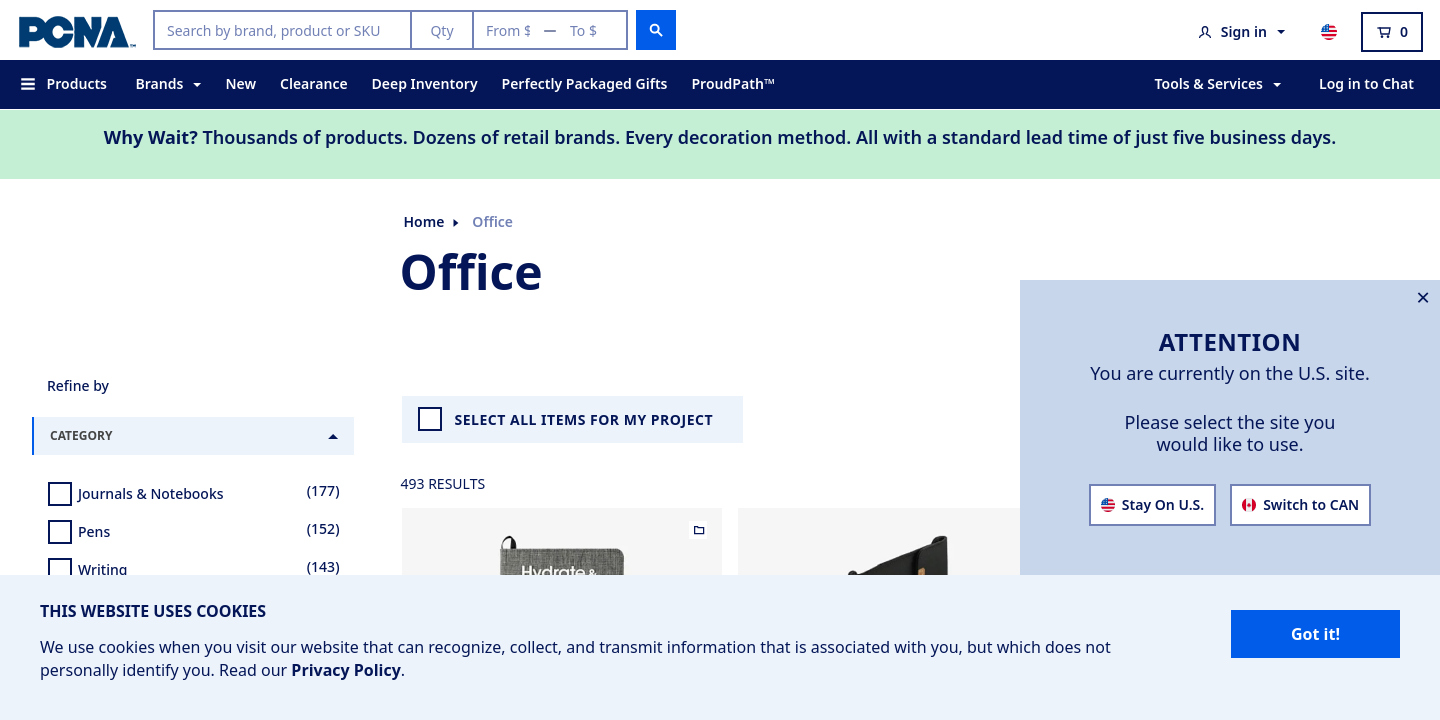 PCNA™
Search by brand, product or SKU
Qty
From $
—
To $
Sign in
0
Products
Brands
New
Clearance
Deep Inventory
Perfectly Packaged Gifts
ProudPath™
Tools & Services
Log in to Chat
Why Wait? Thousands of products. Dozens of retail brands. Every decoration method. All with a standard lead time of just five business days.
Home
Office
Office
ATTENTION
You are currently on the U.S. site.
Please select the site you
would like to use.
Stay On U.S.
Switch to CAN
Refine by
CATEGORY
Journals & Notebooks (177)
Pens (152)
Writing (143)
SELECT ALL ITEMS FOR MY PROJECT
493 RESULTS
Hydrate &
THIS WEBSITE USES COOKIES
We use cookies when you visit our website that can recognize, collect, and transmit information that is associated with you, but which does not
personally identify you. Read our Privacy Policy.
Got it!